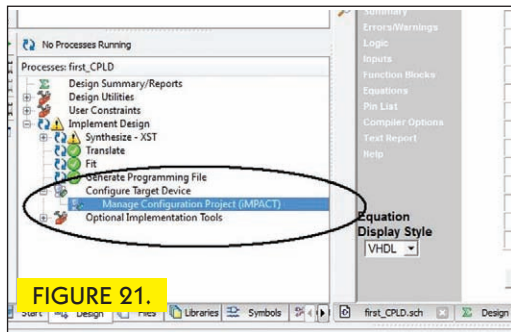 No Processes Running
Processes: first_CPLD
Design Summary/Reports
Design Utilities
User Constraints
Implement Design
Synthesize - XST
Translate
Fit
Generate Programming File
Configure Target Device
Manage Configuration Project (iMPACT)
Optional Implementation Tools
Summary
Errors/Warnings
Logic
Inputs
Function Blocks
Equations
Pin List
Compiler Options
Text Report
Help
Equation
Display Style
VHDL
FIGURE 21.
Start
Design
Files
Libraries
Symbols
first_CPLD.sch
Design